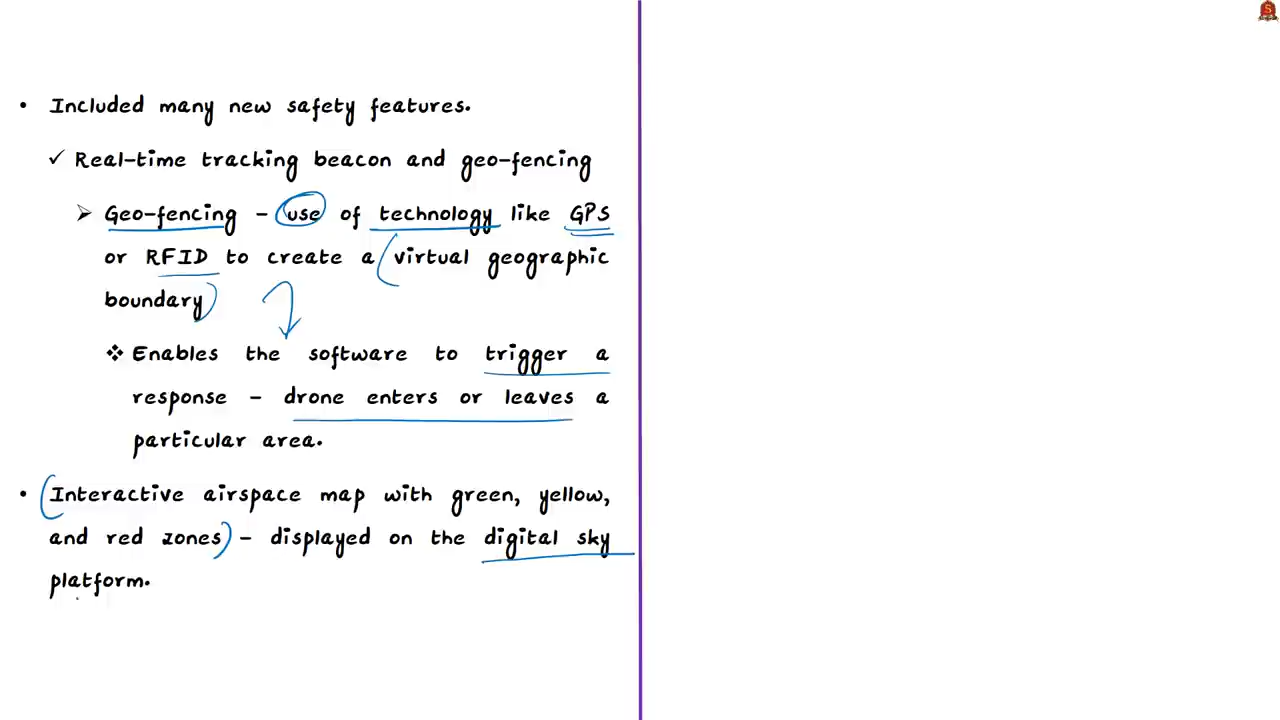 • Included many new safety features.
✓ Real-time tracking beacon and geo-fencing
➢ Geo-fencing - use of technology like GPS
or RFID to create a virtual geographic
boundary
❖ Enables the software to trigger a
response - drone enters or leaves a
particular area.
• Interactive airspace map with green, yellow,
and red zones - displayed on the digital sky
platform.
S